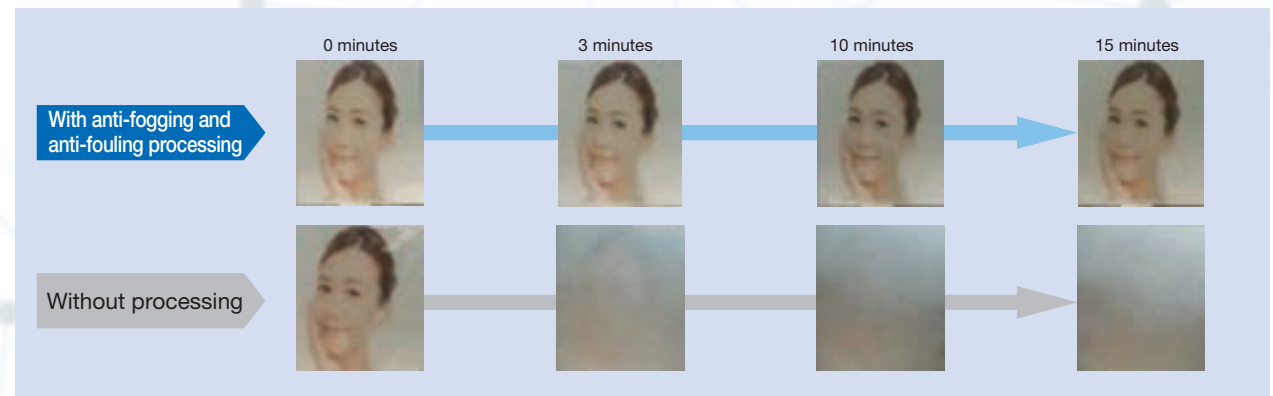 0 minutes
3 minutes
10 minutes
15 minutes
With anti-fogging and
anti-fouling processing
Without processing